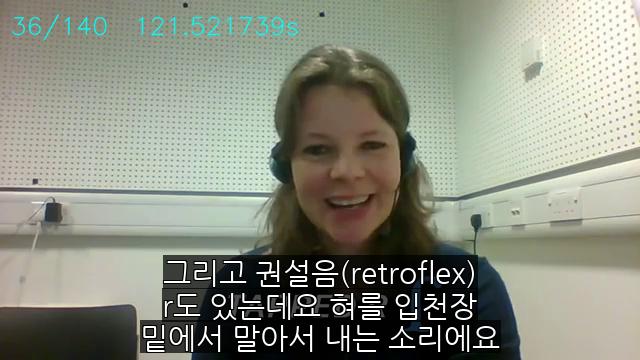 36/140 121.521739s
그리고 권설음(retroflex)
r도 있는데요 혀를 입천장
밑에서 말아서 내는 소리에요